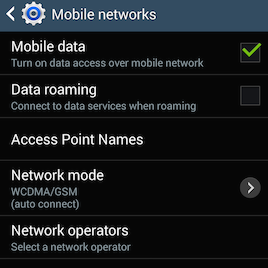 Mobile networks
Mobile data
Turn on data access over mobile network
Data roaming
Connect to data services when roaming
Access Point Names
Network mode
WCDMA/GSM
(auto connect)
Network operators
Select a network operator